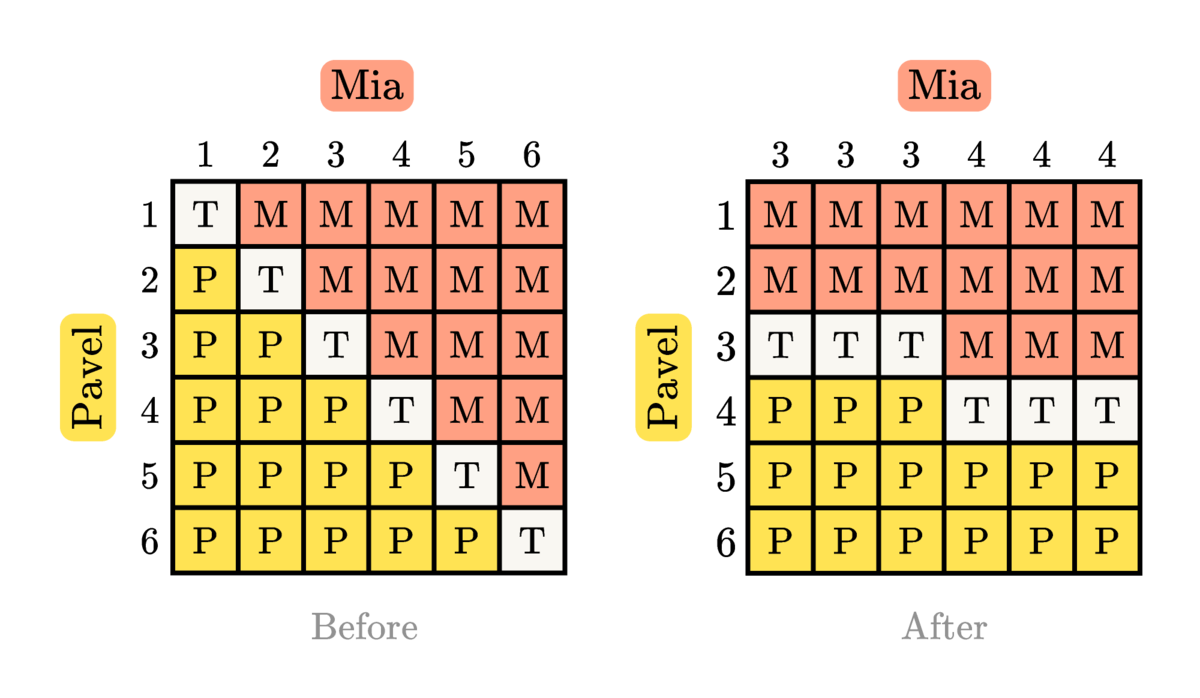 Mia
1 2 3 4 5 6
Pavel
1 T M M M M M
2 P T M M M M
3 P P T M M M
4 P P P T M M
5 P P P P T M
6 P P P P P T
Before
Mia
3 3 3 4 4 4
Pavel
1 M M M M M M
2 M M M M M M
3 T T T M M M
4 P P P T T T
5 P P P P P P
6 P P P P P P
After